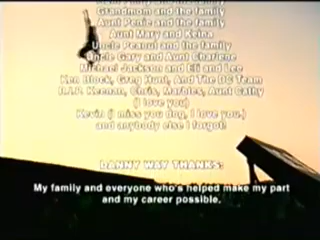 Grandmom and the family
Aunt Penie and the family
Aunt Mary and Keina
Uncle Peanut and the family
Uncle Gary and Aunt Charlene
Michael Jackson and Eli and Lee
Ken Block, Greg Hunt, And The DC Team
R.I.P. Keenan, Chris, Marbles, Aunt Cathy
(I love you)
Kevin (I miss you Dog, I love you.)
and anybody else I forgot!
DANNY WAY THANKS:
My family and everyone who's helped make my part
and my career possible.